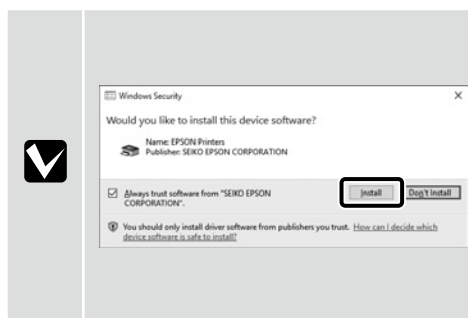 Windows Security
Would you like to install this device software?
Name: EPSON Printers
Publisher: SEIKO EPSON CORPORATION
Always trust software from "SEIKO EPSON
CORPORATION".
Install
Don't Install
You should only install driver software from publishers you trust. How can I decide which
device software is safe to install?